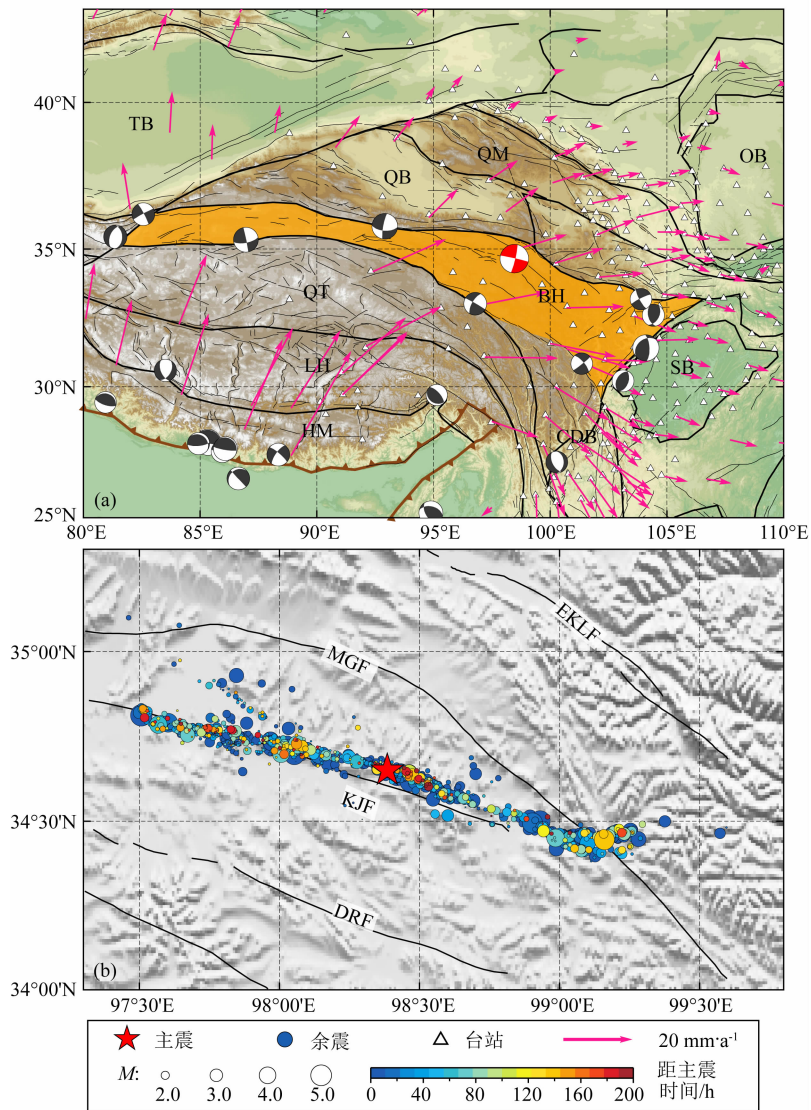 40°N
35°N
30°N
25°N
TB
QM
QB
OB
QT
BH
LH
SB
HM
CDB
(a)
80°E 85°E 90°E 95°E 100°E 105°E 110°E
35°00′N
34°30′N
34°00′N
EKLF
MGF
KJF
DRF
(b)
97°30′E 98°00′E 98°30′E 99°00′E 99°30′E
主震 余震 台站 20 mm·a⁻¹
M: 2.0 3.0 4.0 5.0
0 40 80 120 160 200
距主震
时间/h